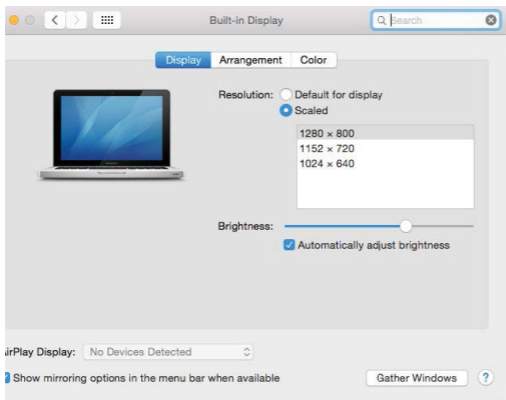 Built-in Display
Search
Display Arrangement Color
Resolution: Default for display
Scaled
1280 × 800
1152 × 720
1024 × 640
Brightness:
Automatically adjust brightness
AirPlay Display: No Devices Detected
Show mirroring options in the menu bar when available
Gather Windows ?